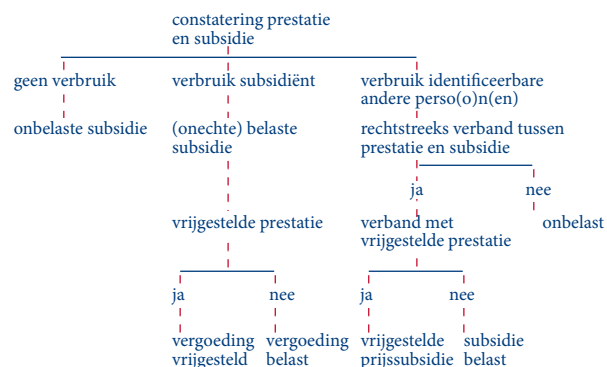 constatering prestatie
en subsidie
geen verbruik
verbruik subsidiënt
verbruik identificeerbare
andere perso(o)n(en)
onbelaste subsidie
(onechte) belaste
subsidie
rechtstreeks verband tussen
prestatie en subsidie
ja
nee
vrijgestelde prestatie
verband met
vrijgestelde prestatie
onbelast
ja
nee
ja
nee
vergoeding
vrijgesteld
vergoeding
belast
vrijgestelde
prijssubsidie
subsidie
belast